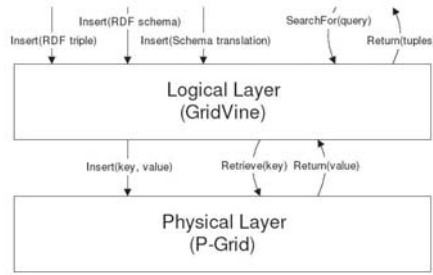 Insert(RDF schema)
SearchFor(query)
nsert(RDF triple)
Insert(Schema translation)
Return(tuples
Logical Layer
(GridVine)
Insert(key, value)
Retrieve(key)
Return(value)
Physical Layer
(P-Grid)